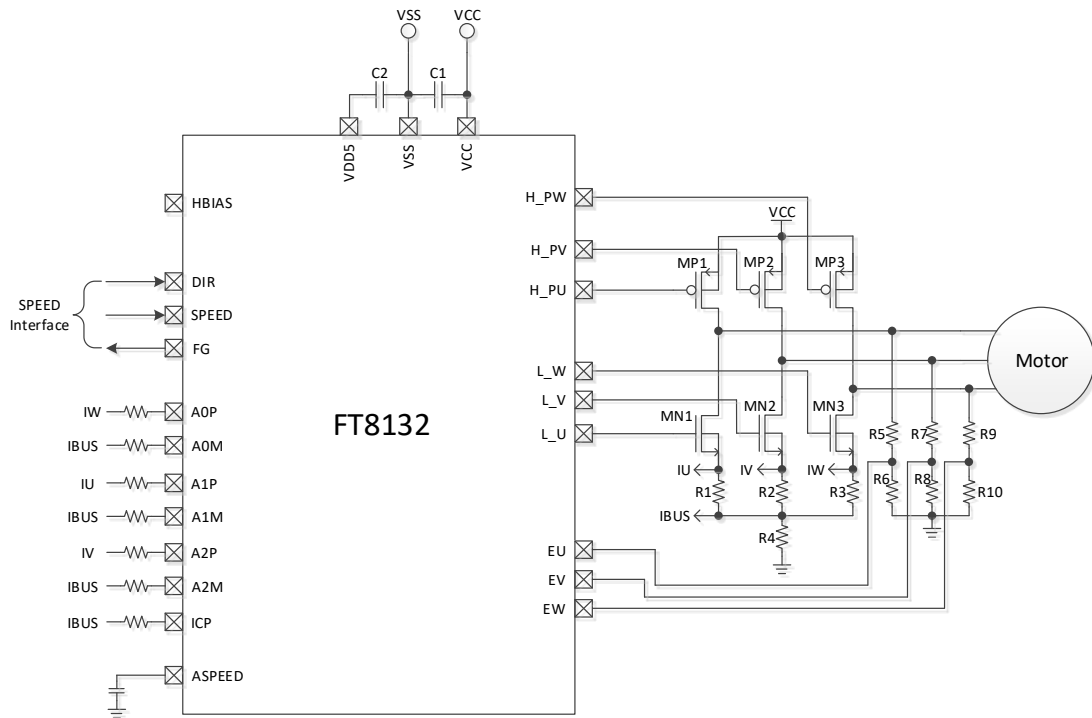 VSS
VCC
C2
C1
VDD5
VSS
VCC
HBIAS
DIR
SPEED
FG
SPEED
Interface
IW
A0P
IBUS
A0M
IU
A1P
IBUS
A1M
IV
A2P
IBUS
A2M
IBUS
ICP
ASPEED
FT8132
H_PW
H_PV
H_PU
L_W
L_V
L_U
EU
EV
EW
VCC
MP1
MP2
MP3
MN1
MN2
MN3
IU
IV
IW
R1
R2
R3
IBUS
R4
R5
R7
R9
R6
R8
R10
Motor